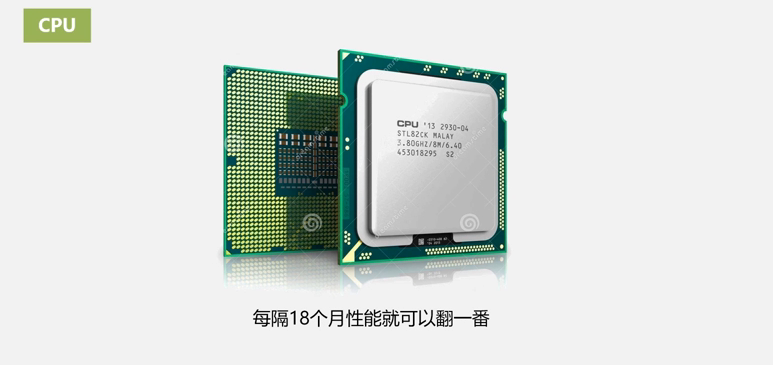 CPU
CPU '13 2930-04
STL82CK MALAY
3.80GHZ/8M/6.40
453018295 S2
每隔18个月性能就可以翻一番